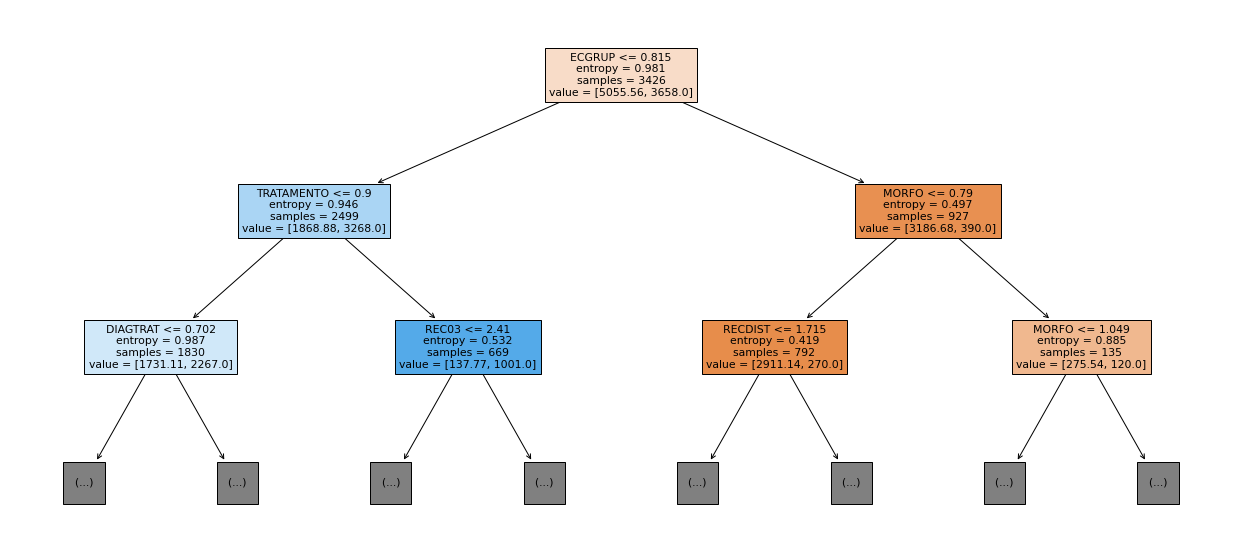 ECGRUP <= 0.815
entropy = 0.981
samples = 3426
value = [5055.56, 3658.0]
TRATAMENTO <= 0.9
entropy = 0.946
samples = 2499
value = [1868.88, 3268.0]
MORFO <= 0.79
entropy = 0.497
samples = 927
value = [3186.68, 390.0]
DIAGTRAT <= 0.702
entropy = 0.987
samples = 1830
value = [1731.11, 2267.0]
REC03 <= 2.41
entropy = 0.532
samples = 669
value = [137.77, 1001.0]
RECDIST <= 1.715
entropy = 0.419
samples = 792
value = [2911.14, 270.0]
MORFO <= 1.049
entropy = 0.885
samples = 135
value = [275.54, 120.0]
(...)
(...)
(...)
(...)
(...)
(...)
(...)
(...)